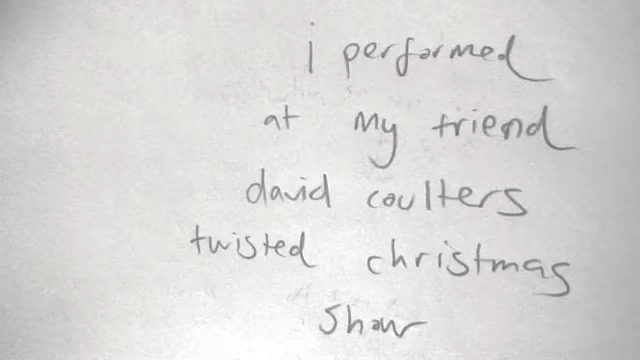 i performed
at my friend
david coulters
twisted christmas
show